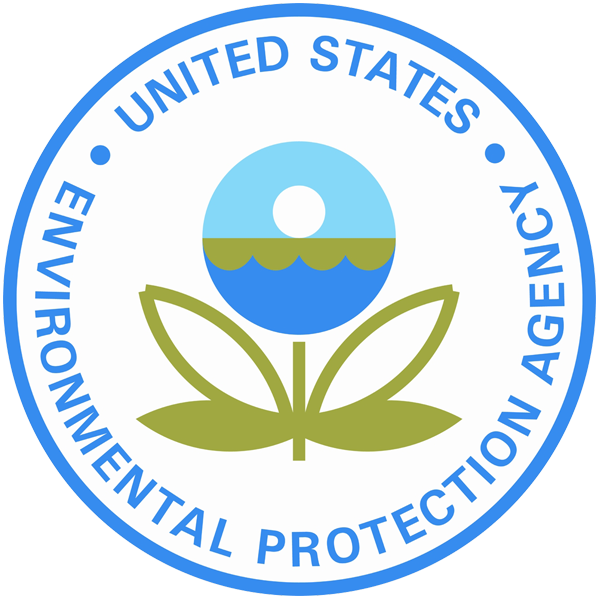 UNITED STATES
ENVIRONMENTAL PROTECTION AGENCY